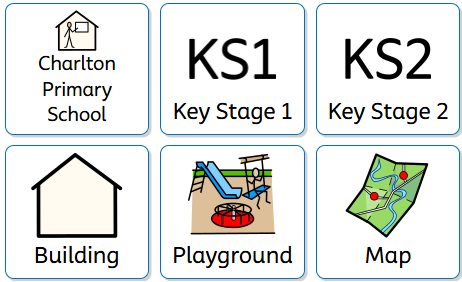 Charlton
Primary
School
KS1
Key Stage 1
KS2
Key Stage 2
Building
Playground
Map